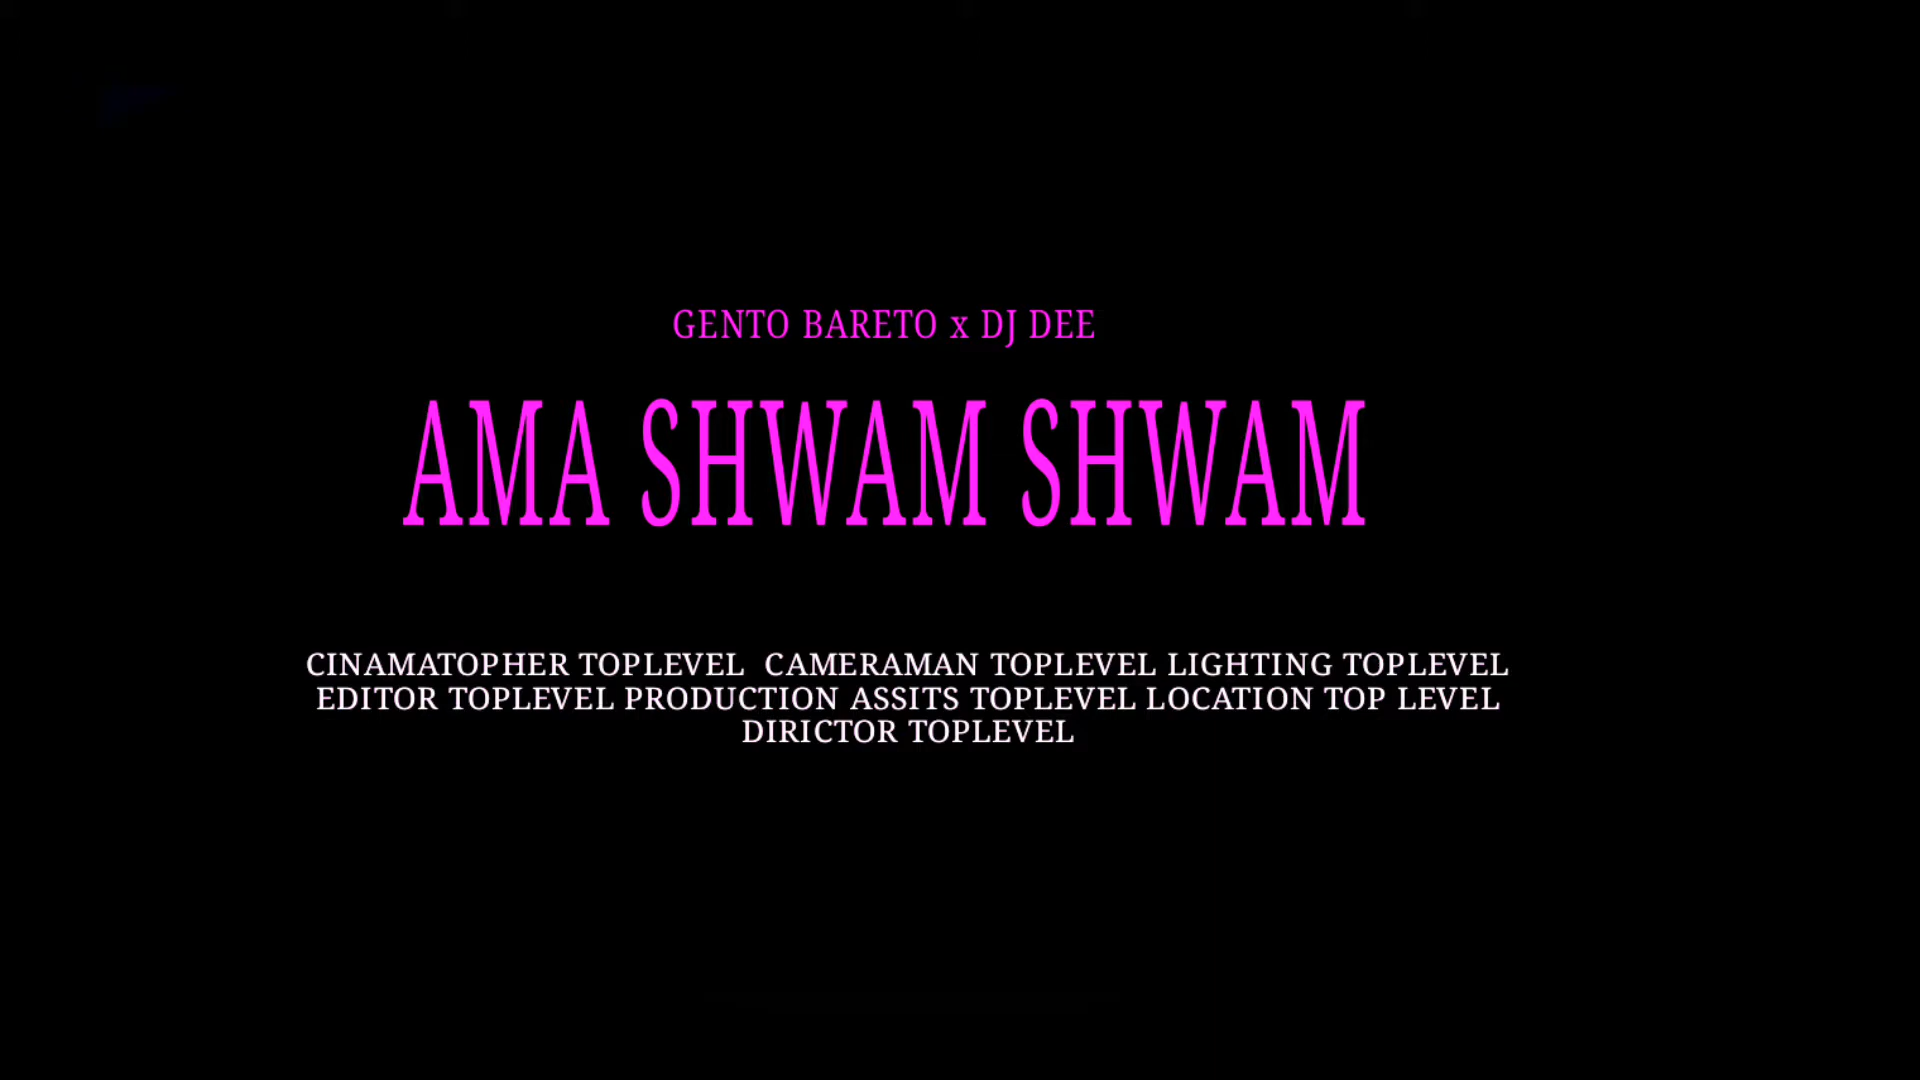 GENTO BARETO x DJ DEE
AMA SHWAM SHWAM
CINAMATOPHER TOPLEVEL  CAMERAMAN TOPLEVEL LIGHTING TOPLEVEL
EDITOR TOPLEVEL PRODUCTION ASSITS TOPLEVEL LOCATION TOP LEVEL
DIRICTOR TOPLEVEL